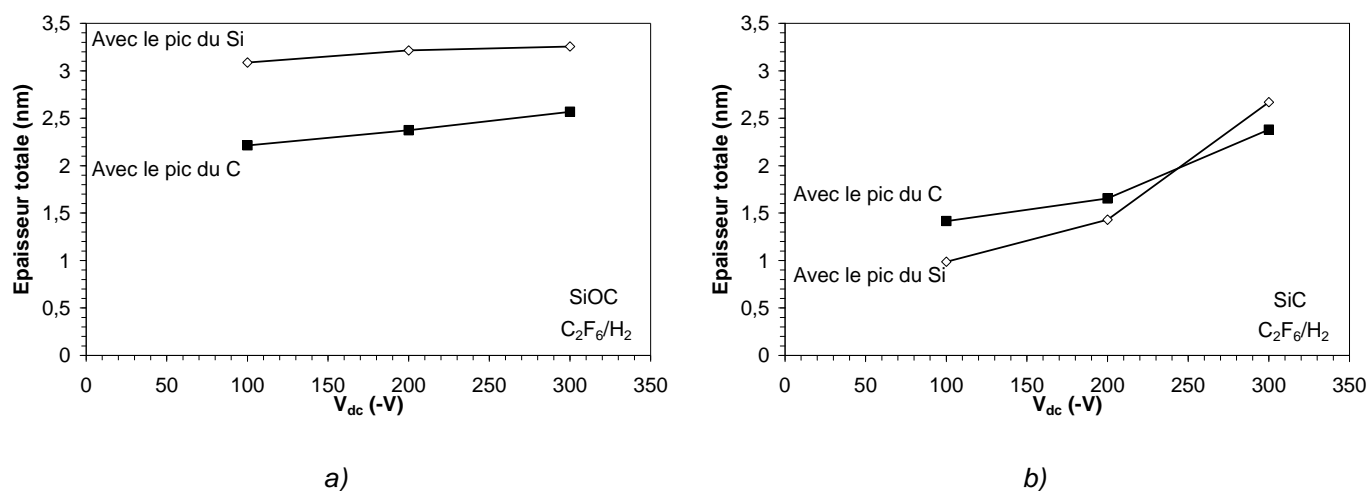 3,5
3
2,5
2
1,5
1
0,5
0
Epaisseur totale (nm)
Avec le pic du Si
Avec le pic du C
SiOC
C₂F₆/H₂
0 50 100 150 200 250 300 350
V_dc (-V)
a)
3,5
3
2,5
2
1,5
1
0,5
0
Epaisseur totale (nm)
Avec le pic du C
Avec le pic du Si
SiC
C₂F₆/H₂
0 50 100 150 200 250 300 350
V_dc (-V)
b)